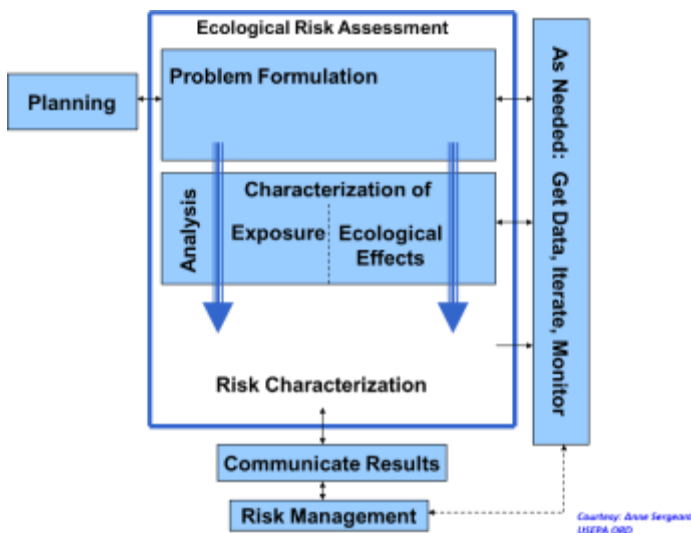 Ecological Risk Assessment
Problem Formulation
Planning
Analysis
Characterization of
Exposure
Ecological
Effects
Risk Characterization
Communicate Results
Risk Management
As Needed: Get Data, Iterate, Monitor
Courtesy: Anne Sergeant
USEPA ORD